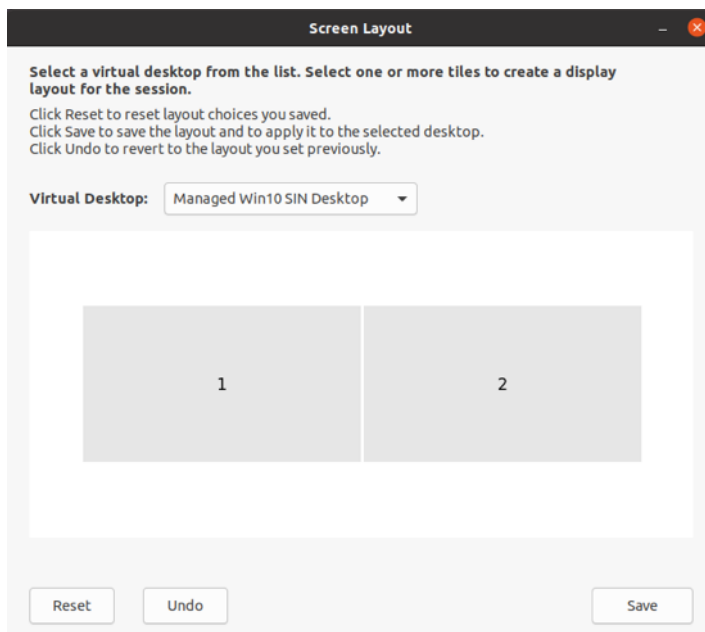 Screen Layout
Select a virtual desktop from the list. Select one or more tiles to create a display
layout for the session.
Click Reset to reset layout choices you saved.
Click Save to save the layout and to apply it to the selected desktop.
Click Undo to revert to the layout you set previously.
Virtual Desktop: Managed Win10 SIN Desktop
1 2
Reset Undo Save